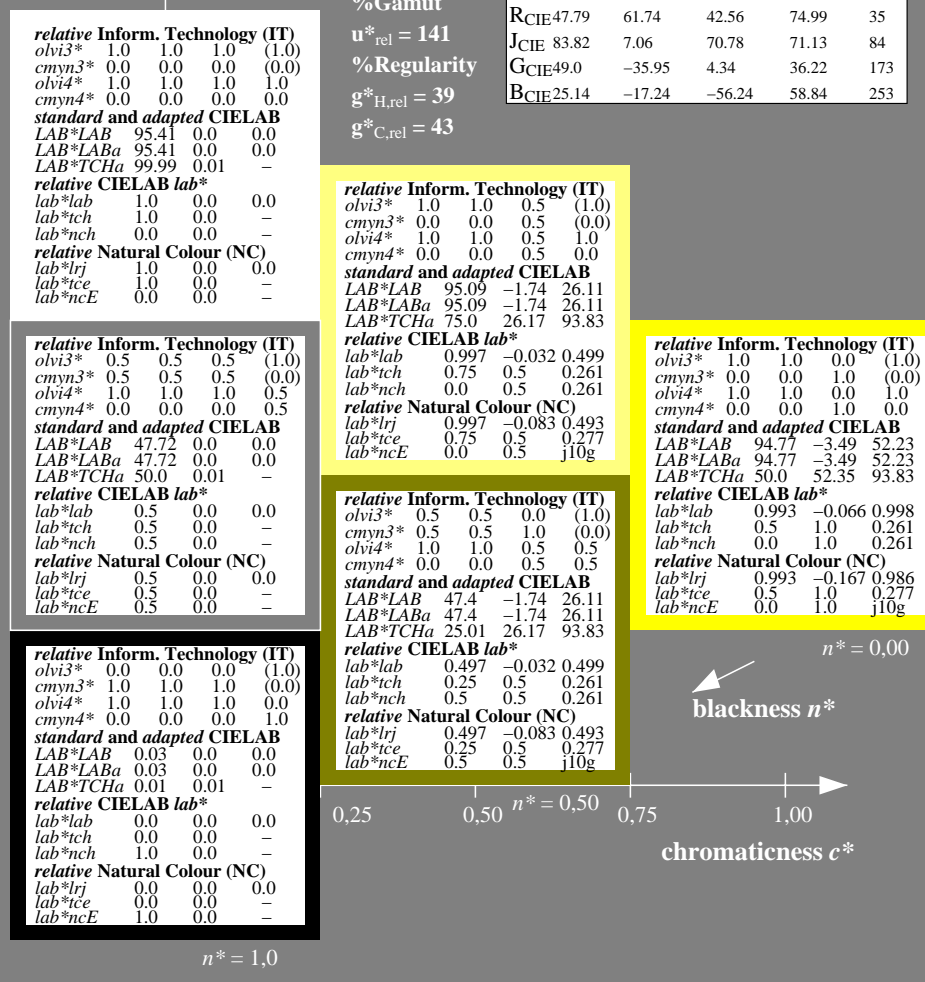 %Gamut
u*rel = 141
%Regularity
g*H,rel = 39
g*C,rel = 43
RCIE 47.79 61.74 42.56 74.99 35
JCIE 83.82 7.06 70.78 71.13 84
GCIE 49.0 −35.95 4.34 36.22 173
BCIE 25.14 −17.24 −56.24 58.84 253
relative Inform. Technology (IT)
olvi3* 1.0 1.0 1.0 (1.0)
cmyn3* 0.0 0.0 0.0 (0.0)
olvi4* 1.0 1.0 1.0 1.0
cmyn4* 0.0 0.0 0.0 0.0
standard and adapted CIELAB
LAB*LAB 95.41 0.0 0.0
LAB*LABa 95.41 0.0 0.0
LAB*TCHa 99.99 0.01 –
relative CIELAB lab*
lab*lab 1.0 0.0 0.0
lab*tch 1.0 0.0 –
lab*nch 0.0 0.0 –
relative Natural Colour (NC)
lab*lrj 1.0 0.0 0.0
lab*tce 1.0 0.0 –
lab*ncE 0.0 0.0 –
relative Inform. Technology (IT)
olvi3* 1.0 1.0 0.5 (1.0)
cmyn3* 0.0 0.0 0.5 (0.0)
olvi4* 1.0 1.0 0.5 1.0
cmyn4* 0.0 0.0 0.5 0.0
standard and adapted CIELAB
LAB*LAB 95.09 −1.74 26.11
LAB*LABa 95.09 −1.74 26.11
LAB*TCHa 75.0 26.17 93.83
relative CIELAB lab*
lab*lab 0.997 −0.032 0.499
lab*tch 0.75 0.5 0.261
lab*nch 0.0 0.5 0.261
relative Natural Colour (NC)
lab*lrj 0.997 −0.083 0.493
lab*tce 0.75 0.5 0.277
lab*ncE 0.0 0.5 j10g
relative Inform. Technology (IT)
olvi3* 0.5 0.5 0.5 (1.0)
cmyn3* 0.5 0.5 0.5 (0.0)
olvi4* 1.0 1.0 1.0 0.5
cmyn4* 0.0 0.0 0.0 0.5
standard and adapted CIELAB
LAB*LAB 47.72 0.0 0.0
LAB*LABa 47.72 0.0 0.0
LAB*TCHa 50.0 0.01 –
relative CIELAB lab*
lab*lab 0.5 0.0 0.0
lab*tch 0.5 0.0 –
lab*nch 0.5 0.0 –
relative Natural Colour (NC)
lab*lrj 0.5 0.0 0.0
lab*tce 0.5 0.0 –
lab*ncE 0.5 0.0 –
relative Inform. Technology (IT)
olvi3* 1.0 1.0 0.0 (1.0)
cmyn3* 0.0 0.0 1.0 (0.0)
olvi4* 1.0 1.0 0.0 1.0
cmyn4* 0.0 0.0 1.0 0.0
standard and adapted CIELAB
LAB*LAB 94.77 −3.49 52.23
LAB*LABa 94.77 −3.49 52.23
LAB*TCHa 50.0 52.35 93.83
relative CIELAB lab*
lab*lab 0.993 −0.066 0.998
lab*tch 0.5 1.0 0.261
lab*nch 0.0 1.0 0.261
relative Natural Colour (NC)
lab*lrj 0.993 −0.167 0.986
lab*tce 0.5 1.0 0.277
lab*ncE 0.0 1.0 j10g
relative Inform. Technology (IT)
olvi3* 0.5 0.5 0.0 (1.0)
cmyn3* 0.5 0.5 1.0 (0.0)
olvi4* 1.0 1.0 0.5 0.5
cmyn4* 0.0 0.0 0.5 0.5
standard and adapted CIELAB
LAB*LAB 47.4 −1.74 26.11
LAB*LABa 47.4 −1.74 26.11
LAB*TCHa 25.01 26.17 93.83
relative CIELAB lab*
lab*lab 0.497 −0.032 0.499
lab*tch 0.25 0.5 0.261
lab*nch 0.5 0.5 0.261
relative Natural Colour (NC)
lab*lrj 0.497 −0.083 0.493
lab*tce 0.25 0.5 0.277
lab*ncE 0.5 0.5 j10g
relative Inform. Technology (IT)
olvi3* 0.0 0.0 0.0 (1.0)
cmyn3* 1.0 1.0 1.0 (0.0)
olvi4* 1.0 1.0 1.0 0.0
cmyn4* 0.0 0.0 0.0 1.0
standard and adapted CIELAB
LAB*LAB 0.03 0.0 0.0
LAB*LABa 0.03 0.0 0.0
LAB*TCHa 0.01 0.01 –
relative CIELAB lab*
lab*lab 0.0 0.0 0.0
lab*tch 0.0 0.0 –
lab*nch 1.0 0.0 –
relative Natural Colour (NC)
lab*lrj 0.0 0.0 0.0
lab*tce 0.0 0.0 –
lab*ncE 1.0 0.0 –
n* = 0,00
blackness n*
n* = 0,50
0,25 0,50 0,75 1,00
chromaticness c*
n* = 1,0